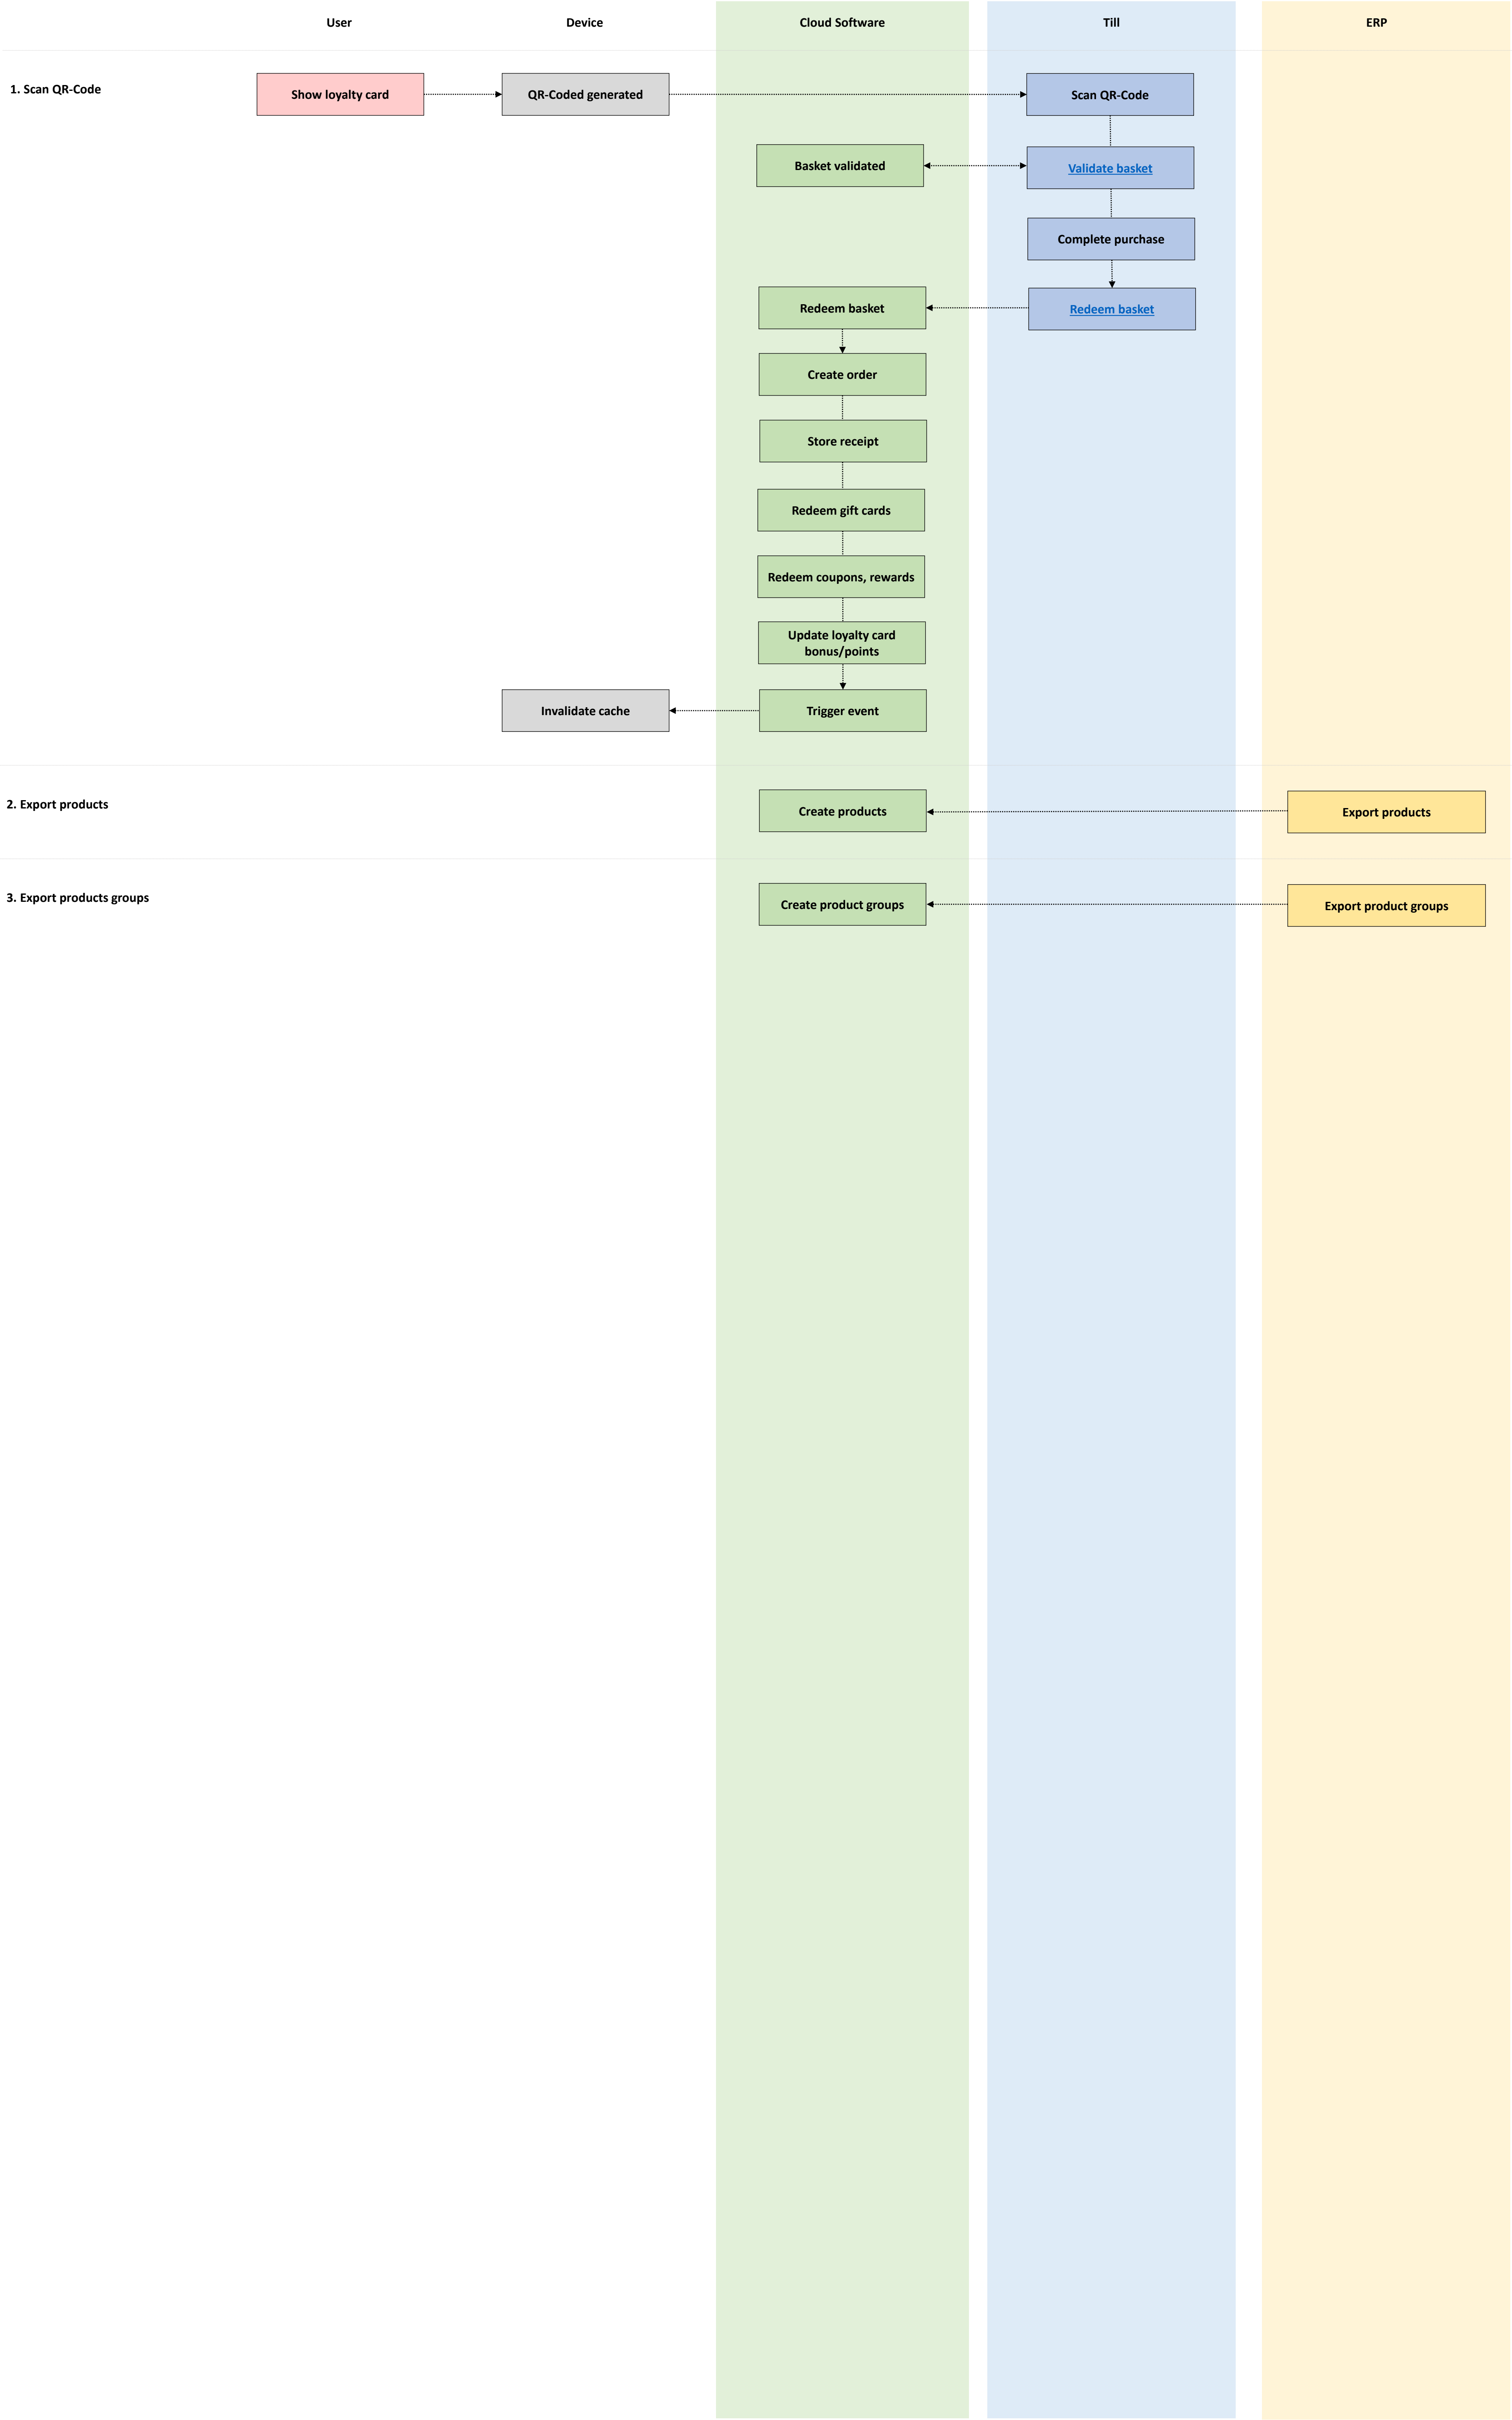 User
Device
Cloud Software
Till
ERP
1. Scan QR-Code
Show loyalty card
QR-Coded generated
Scan QR-Code
Basket validated
Validate basket
Complete purchase
Redeem basket
Redeem basket
Create order
Store receipt
Redeem gift cards
Redeem coupons, rewards
Update loyalty card
bonus/points
Invalidate cache
Trigger event
2. Export products
Create products
Export products
3. Export products groups
Create product groups
Export product groups